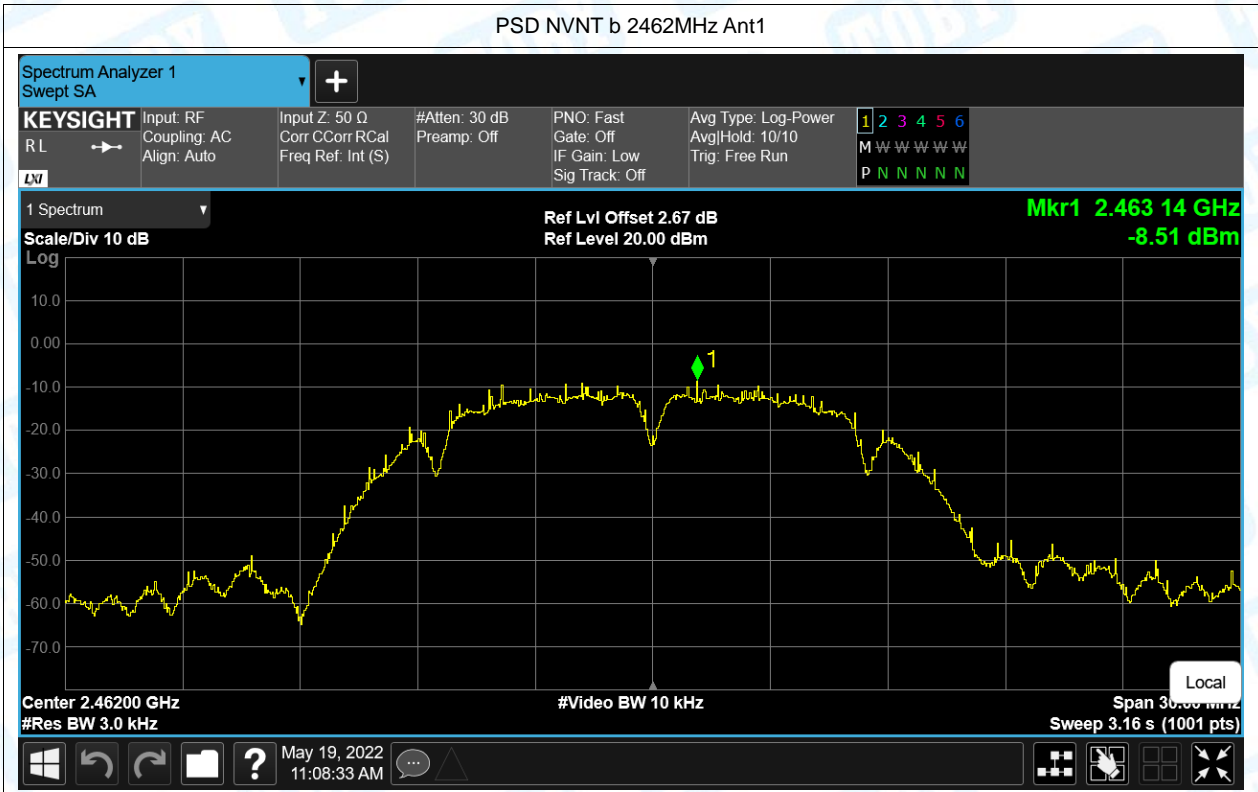 PSD NVNT b 2462MHz Ant1
Spectrum Analyzer 1
Swept SA
KEYSIGHT
R L
LXI
Input: RF
Coupling: AC
Align: Auto
Input Z: 50 Ω
Corr CCorr RCal
Freq Ref: Int (S)
#Atten: 30 dB
Preamp: Off
PNO: Fast
Gate: Off
IF Gain: Low
Sig Track: Off
Avg Type: Log-Power
Avg|Hold: 10/10
Trig: Free Run
1 2 3 4 5 6
M W W W W W
P N N N N N
1 Spectrum
Scale/Div 10 dB
Ref Lvl Offset 2.67 dB
Ref Level 20.00 dBm
Mkr1 2.463 14 GHz
-8.51 dBm
Log
10.0
0.00
-10.0
-20.0
-30.0
-40.0
-50.0
-60.0
-70.0
1
Center 2.46200 GHz
#Res BW 3.0 kHz
#Video BW 10 kHz
Span 30.00 MHz
Sweep 3.16 s (1001 pts)
Local
?
May 19, 2022
11:08:33 AM